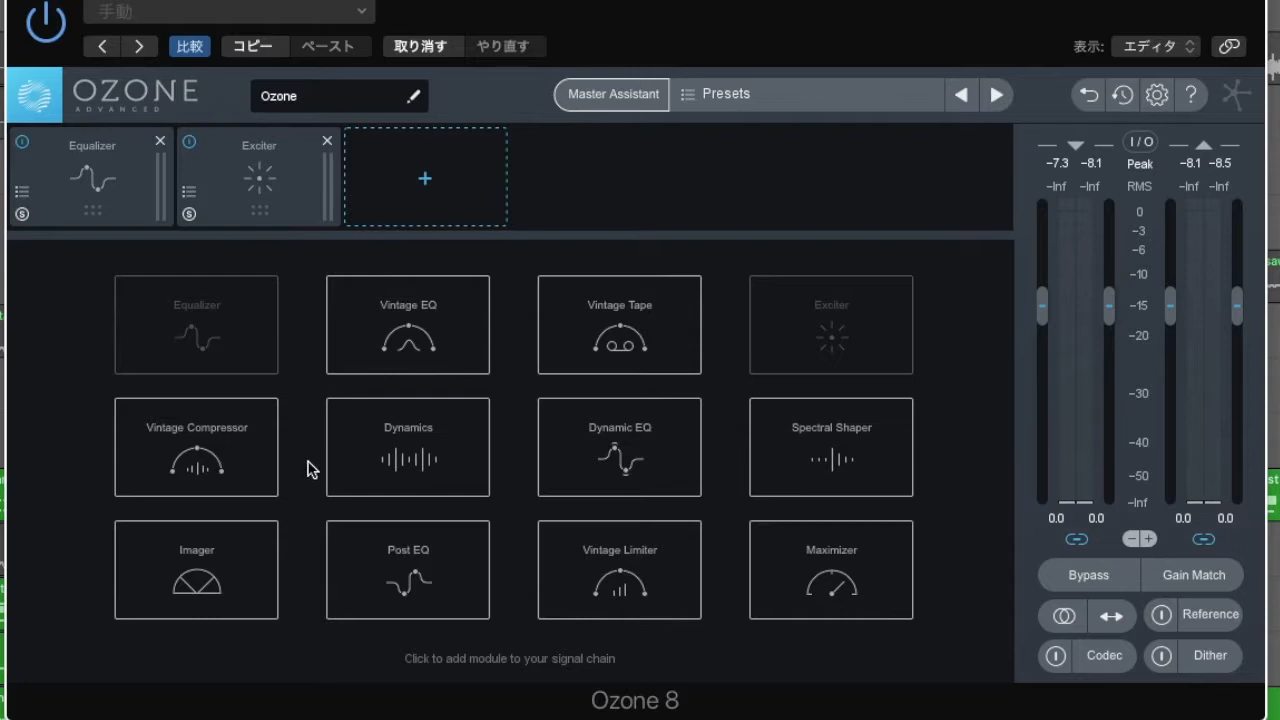 手動
比較 コピー ペースト 取り消す やり直す 表示: エディタ
OZONE
ADVANCED
Ozone
Master Assistant Presets
?
Equalizer
S
Exciter
S
+
I/O
-7.3 -8.1 Peak -8.1 -8.5
-Inf -Inf RMS -Inf -Inf
0
-3
-6
-10
-15
-20
-30
-40
-50
-Inf
0.0 0.0 0.0 0.0
Equalizer Vintage EQ Vintage Tape Exciter
Vintage Compressor Dynamics Dynamic EQ Spectral Shaper
Imager Post EQ Vintage Limiter Maximizer
Click to add module to your signal chain
Bypass Gain Match
Reference
Codec Dither
Ozone 8